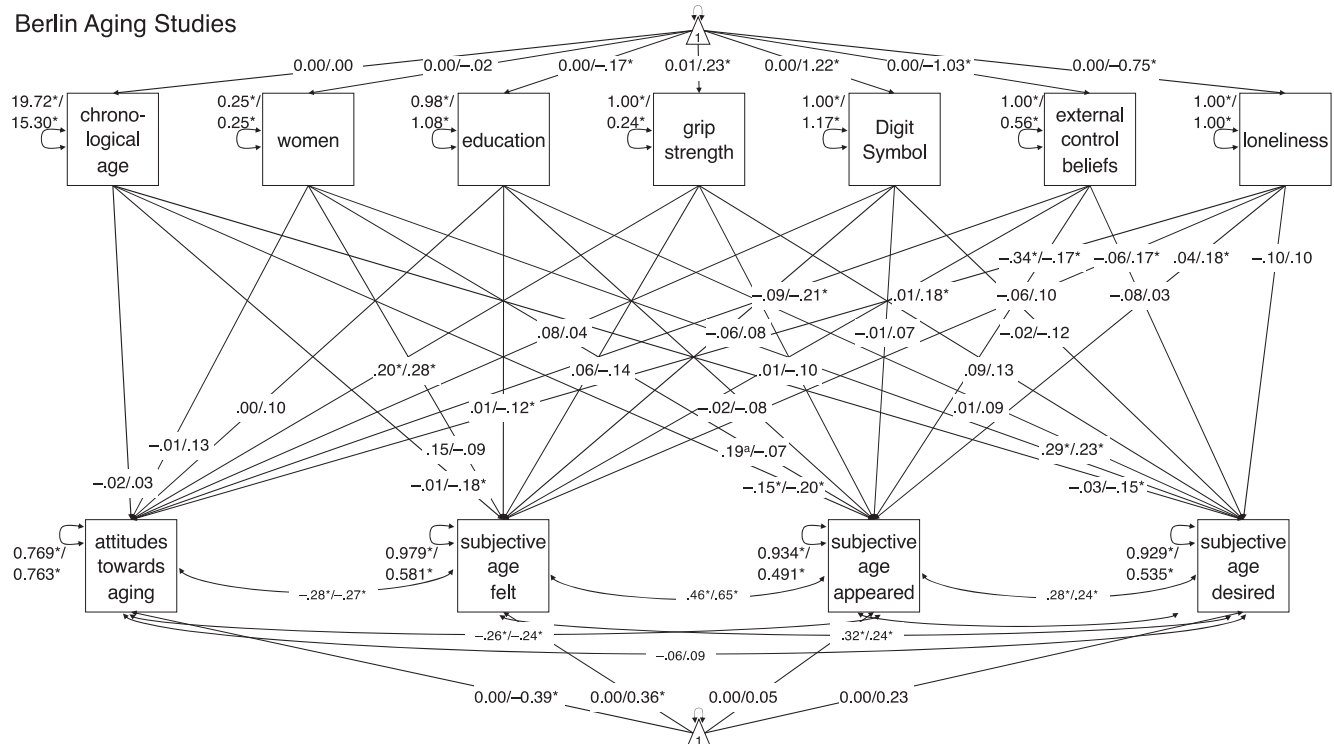 Berlin Aging Studies
1
0.00/.00
0.00/–.02
0.00/–.17*
0.01/.23*
0.00/1.22*
0.00/–1.03*
0.00/–0.75*
19.72*/
15.30*
chrono-
logical
age
0.25*/
0.25*
women
0.98*/
1.08*
education
1.00*/
0.24*
grip
strength
1.00*/
1.17*
Digit
Symbol
1.00*/
0.56*
external
control
beliefs
1.00*/
1.00*
loneliness
–.34*/–.17*
–.06/.17*
.04/.18*
–.10/.10
–.09/–.21*
.01/.18*
–.06/.10
–.08/.03
.08/.04
–.06/.08
–.01/.07
–.02/–.12
.20*/.28*
.06/–.14
.01/–.10
.09/.13
.00/.10
.01/–.12*
–.02/–.08
.01/.09
–.01/.13
.15/–.09
.19ª/–.07
.29*/.23*
–.02/.03
–.01/–.18*
–.15*/–.20*
–.03/–.15*
0.769*/
0.763*
attitudes
towards
aging
0.979*/
0.581*
subjective
age
felt
0.934*/
0.491*
subjective
age
appeared
0.929*/
0.535*
subjective
age
desired
–.28*/–.27*
.46*/.65*
.28*/.24*
–.26*/–.24*
.32*/.24*
–.06/.09
0.00/–0.39*
0.00/0.36*
0.00/0.05
0.00/0.23
1